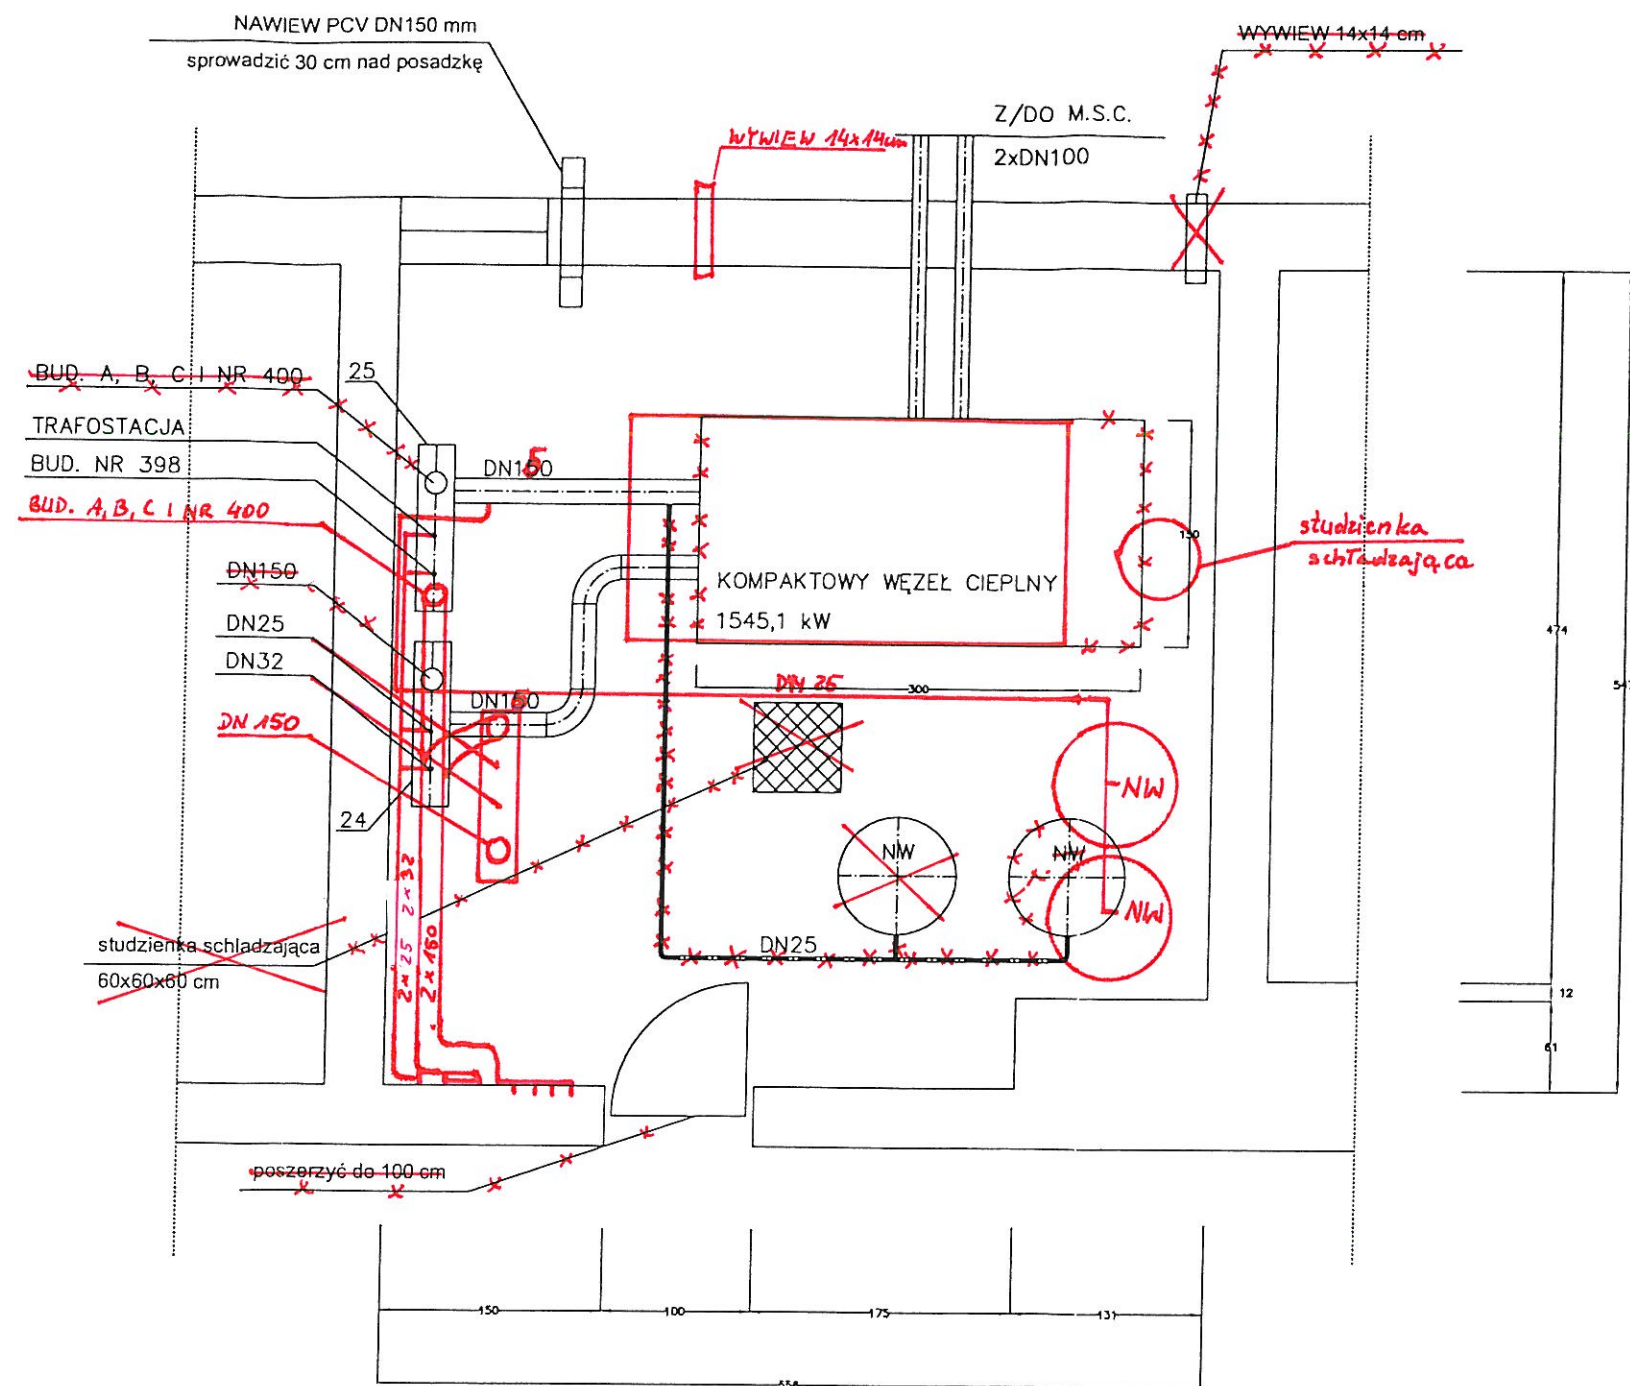 NAWIEW PCV DN150 mm
sprowadzić 30 cm nad posadzkę
WYWIEW 14x14 cm
Z/DO M.S.C.
2xDN100
WYWIEW 14x14cm
BUD. A, B, C I NR 400
25
TRAFOSTACJA
BUD. NR 398
BUD. A, B, C I NR 400
DN150
DN25
DN32
DN 150
24
DN150
5
DN150
KOMPAKTOWY WĘZEŁ CIEPLNY
1545,1 kW
130
studzienka
schładzająca
474
300
DN 25
NW
NW
NW
NW
DN25
2x25 2x32
2x150
studzienka schladzająca
60x60x60 cm
12
61
poszerzyć do 100 cm
150
100
175
131